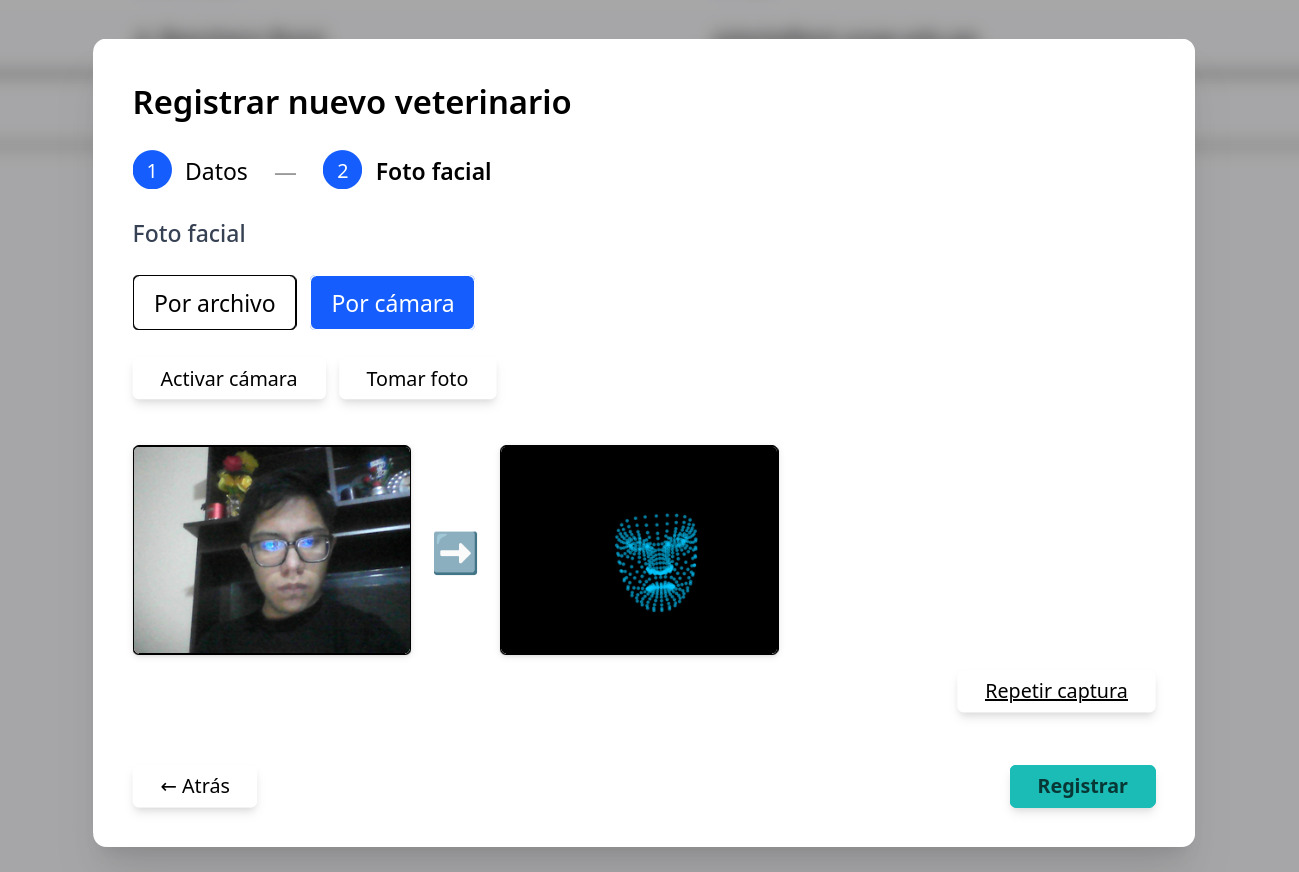 Registrar nuevo veterinario
1 Datos — 2 Foto facial
Foto facial
Por archivo Por cámara
Activar cámara Tomar foto
Repetir captura
← Atrás Registrar